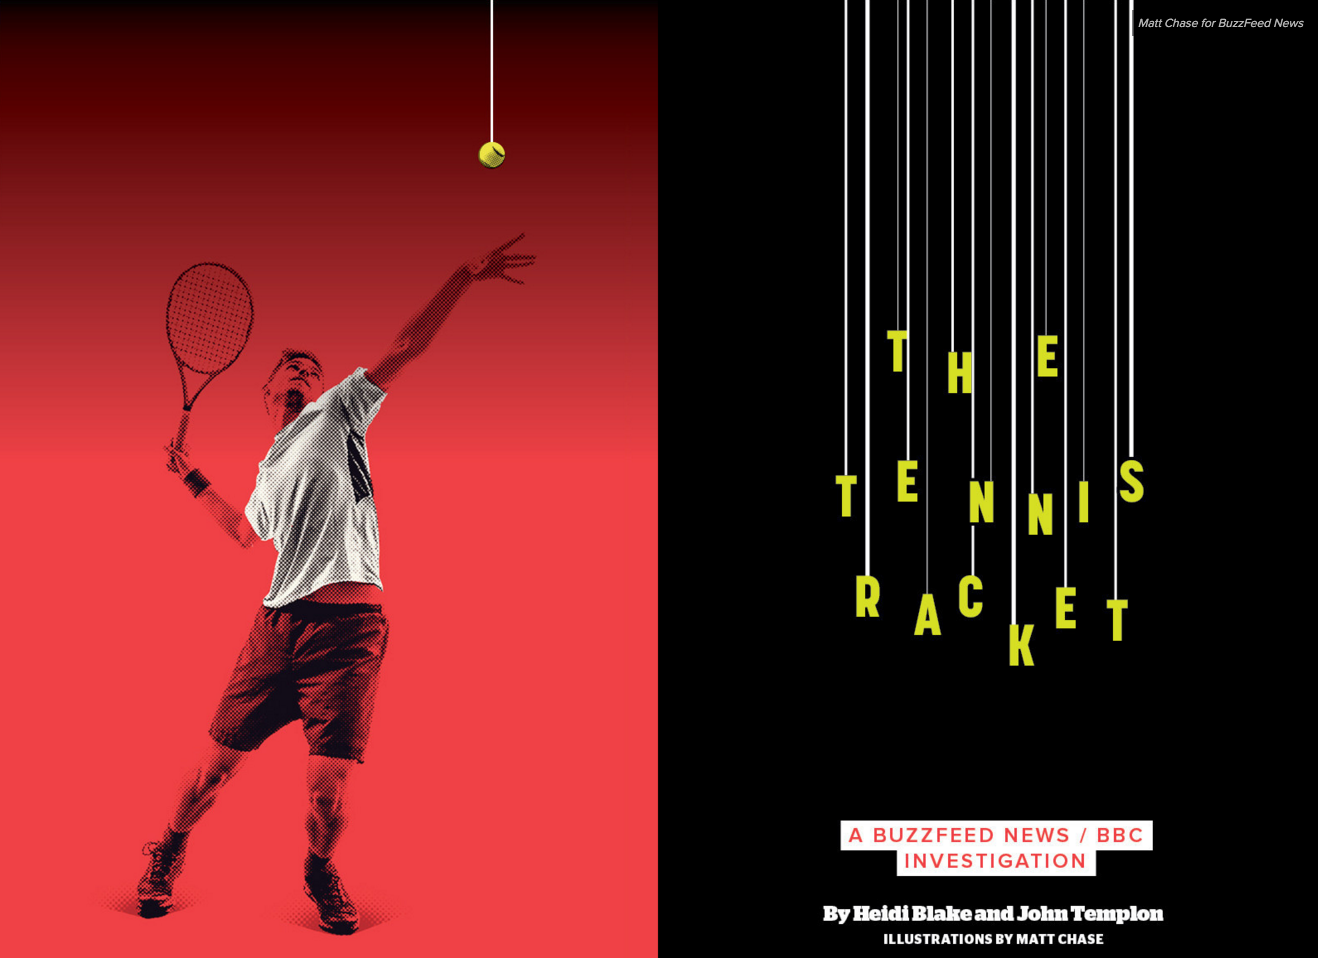 Matt Chase for BuzzFeed News
THE
TENNIS
RACKET
A BUZZFEED NEWS / BBC
INVESTIGATION
By Heidi Blake and John Templon
ILLUSTRATIONS BY MATT CHASE